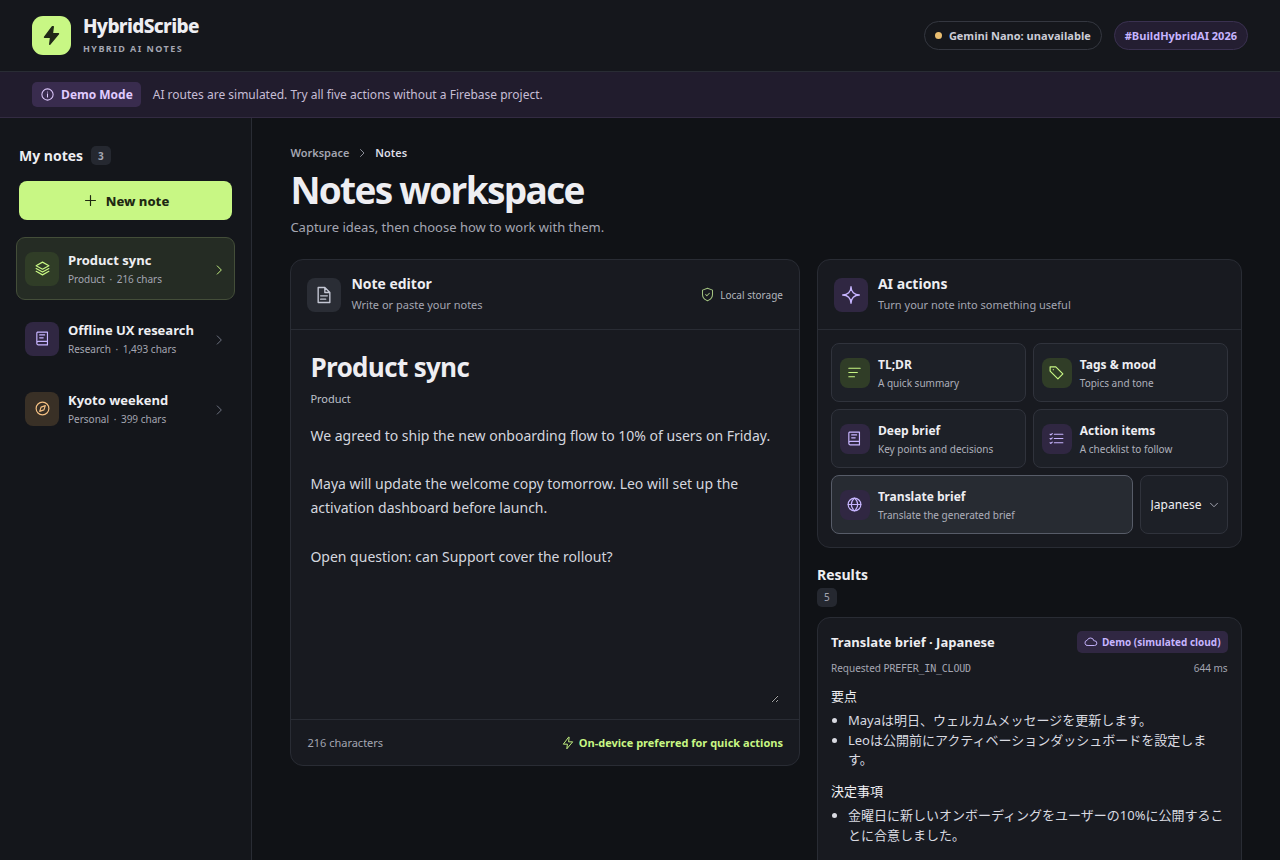 HybridScribe
HYBRID AI NOTES
Gemini Nano: unavailable
#BuildHybridAI 2026
Demo Mode
AI routes are simulated. Try all five actions without a Firebase project.
My notes 3
New note
Product sync
Product · 216 chars
Offline UX research
Research · 1,493 chars
Kyoto weekend
Personal · 399 chars
Workspace > Notes
Notes workspace
Capture ideas, then choose how to work with them.
Note editor
Write or paste your notes
Local storage
Product sync
Product
We agreed to ship the new onboarding flow to 10% of users on Friday.
Maya will update the welcome copy tomorrow. Leo will set up the
activation dashboard before launch.
Open question: can Support cover the rollout?
216 characters
On-device preferred for quick actions
AI actions
Turn your note into something useful
TL;DR
A quick summary
Tags & mood
Topics and tone
Deep brief
Key points and decisions
Action items
A checklist to follow
Translate brief
Translate the generated brief
Japanese
Results
5
Translate brief · Japanese
Demo (simulated cloud)
Requested PREFER_IN_CLOUD
644 ms
要点
• Mayaは明日、ウェルカムメッセージを更新します。
• Leoは公開前にアクティベーションダッシュボードを設定しま
す。
決定事項
• 金曜日に新しいオンボーディングをユーザーの10%に公開するこ
とに合意しました。